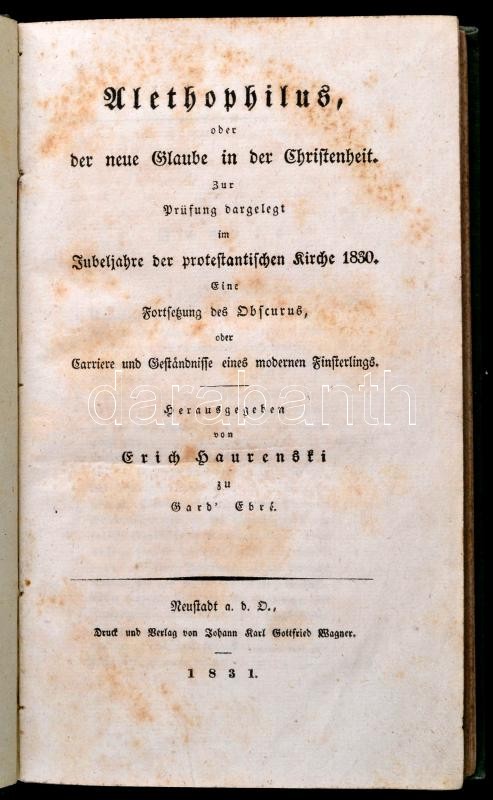 Alethophilus,
oder
der neue Glaube in der Christenheit.
Zur
Prüfung dargelegt
im
Jubeljahre der protestantischen Kirche 1830.
Eine
Fortsetzung des Obscurus,
oder
Carriere und Geständnisse eines modernen Finsterlings.
darabanth
Herausgegeben
von
Erich Haurenski
zu
Gard' Ebré.
Neustadt a. d. O.,
Druck und Verlag von Johann Karl Gottfried Wagner.
1831.